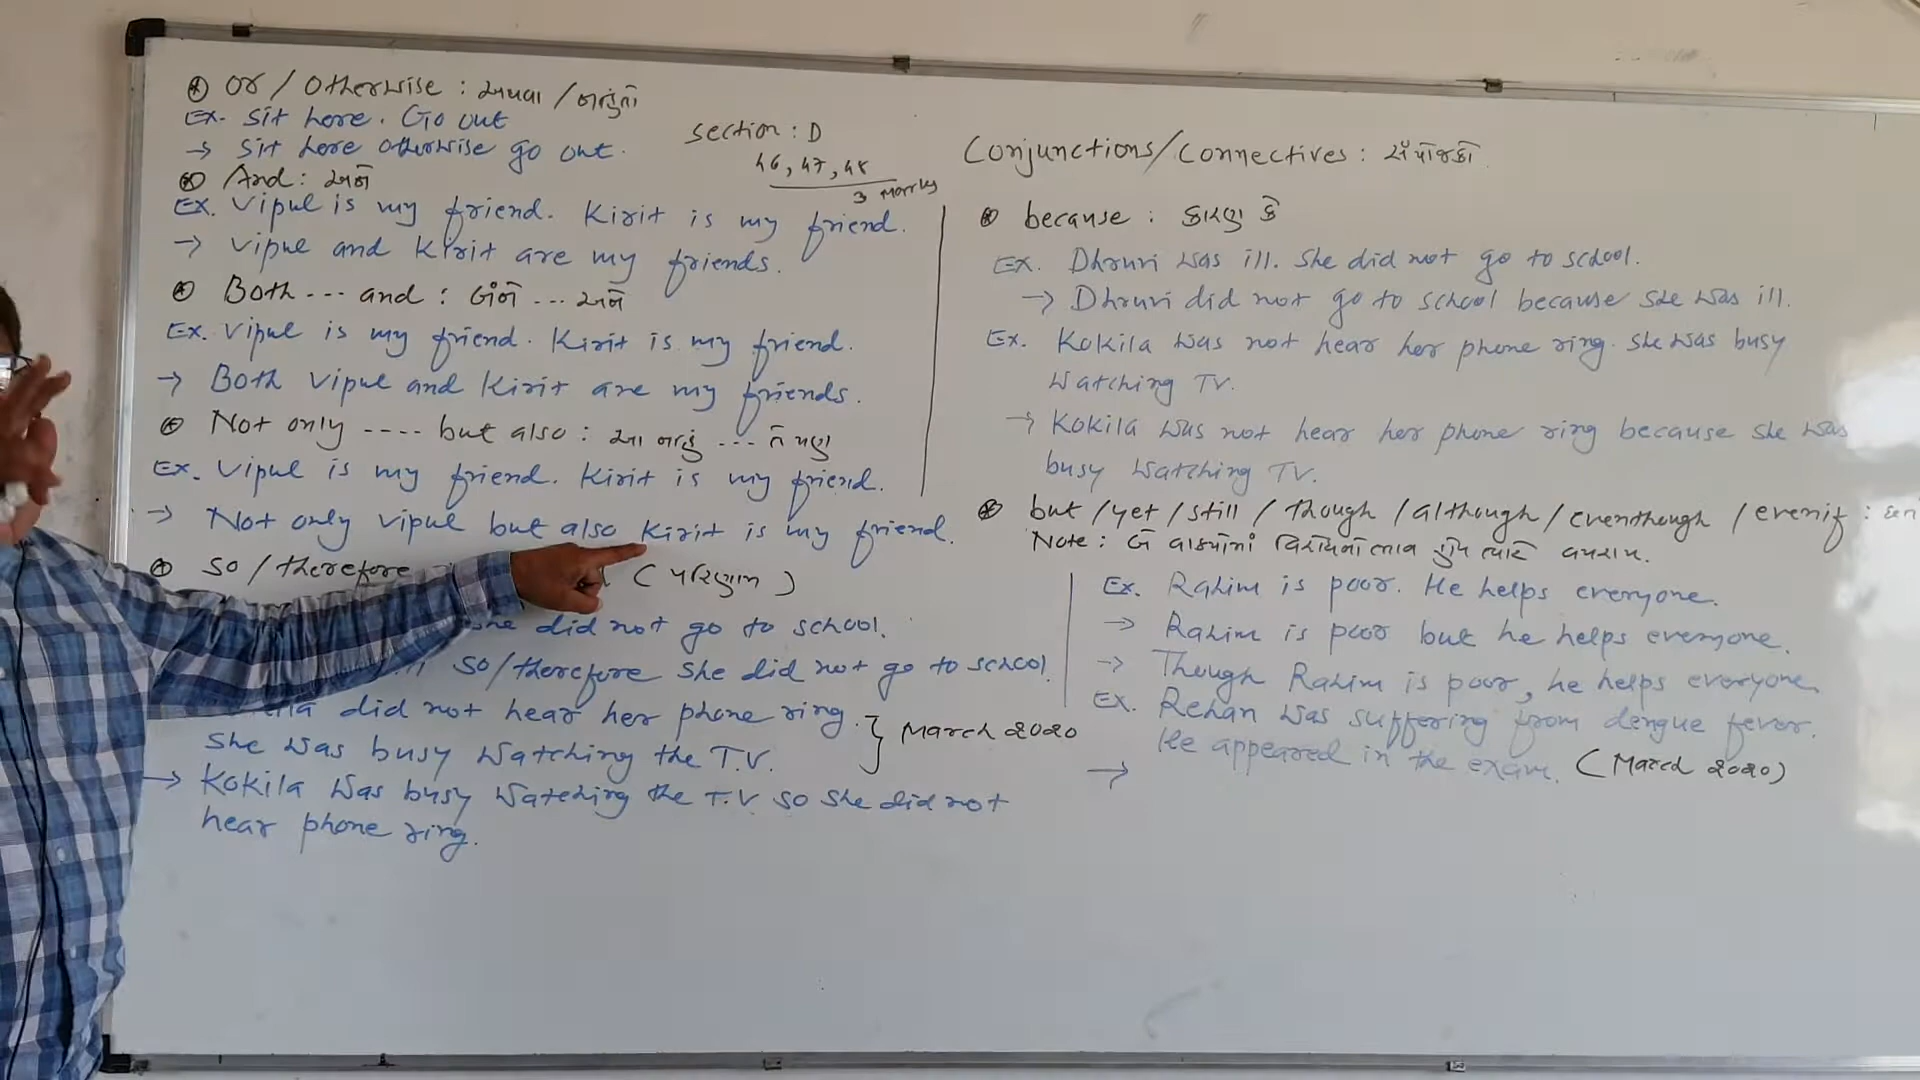 or / Otherwise : અથવા / નહીંતો
Ex. Sit here. Go out
→ Sit here otherwise go out.
And : અને
Ex. Vipul is my friend. Kirit is my friend.
→ Vipul and Kirit are my friends.
Both --- and : બંને --- અને
Ex. Vipul is my friend. Kirit is my friend.
→ Both Vipul and Kirit are my friends.
Not only ---- but also : આ નહીં --- તે પણ
Ex. Vipul is my friend. Kirit is my friend.
→ Not only Vipul but also Kirit is my friend.
so / therefore (પરિણામ)
she did not go to school.
so/therefore she did not go to school.
did not hear her phone ring. } March 2020
She was busy watching the T.V.
→ Kokila was busy watching the T.V so she did not
hear phone ring.
Section : D
46, 47, 48
3 Marks
Conjunctions/Connectives : સંયોજકો
because : કારણ કે
Ex. Dhruvi was ill. She did not go to school.
→ Dhruvi did not go to school because she was ill.
Ex. Kokila was not hear her phone ring. She was busy
watching TV.
→ Kokila was not hear her phone ring because she was
busy watching TV.
but / yet / still / though / although / eventhough / evenif :
Note : બે વાક્યોમાં વિરોધનો ભાવ હોય ત્યારે વપરાય.
Ex. Rahim is poor. He helps everyone.
→ Rahim is poor but he helps everyone.
→ Though Rahim is poor, he helps everyone.
Ex. Rehan was suffering from dengue fever.
He appeared in the exam. (March 2020)
→